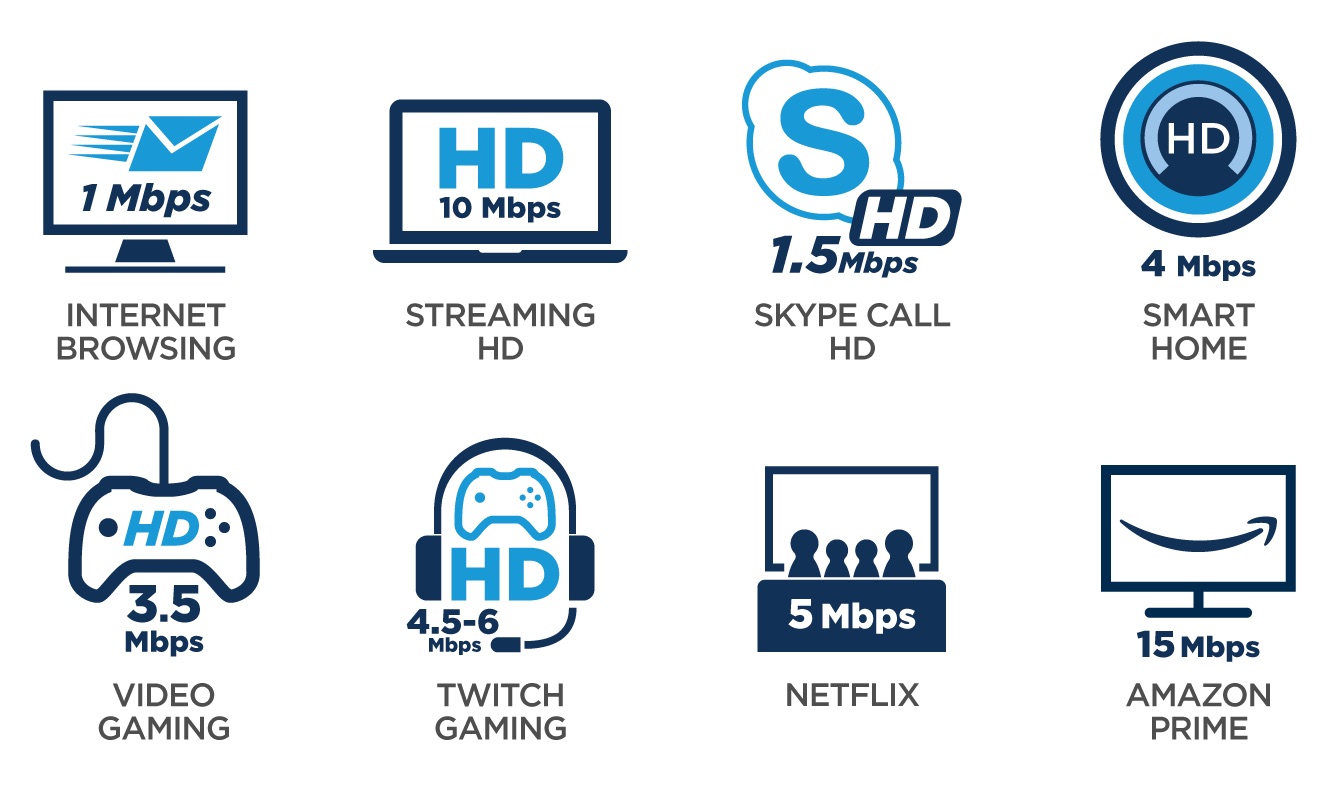 1 Mbps
INTERNET
BROWSING
HD
10 Mbps
STREAMING
HD
S
HD
1.5 Mbps
SKYPE CALL
HD
HD
4 Mbps
SMART
HOME
HD
3.5
Mbps
VIDEO
GAMING
HD
4.5-6
Mbps
TWITCH
GAMING
5 Mbps
NETFLIX
15 Mbps
AMAZON
PRIME